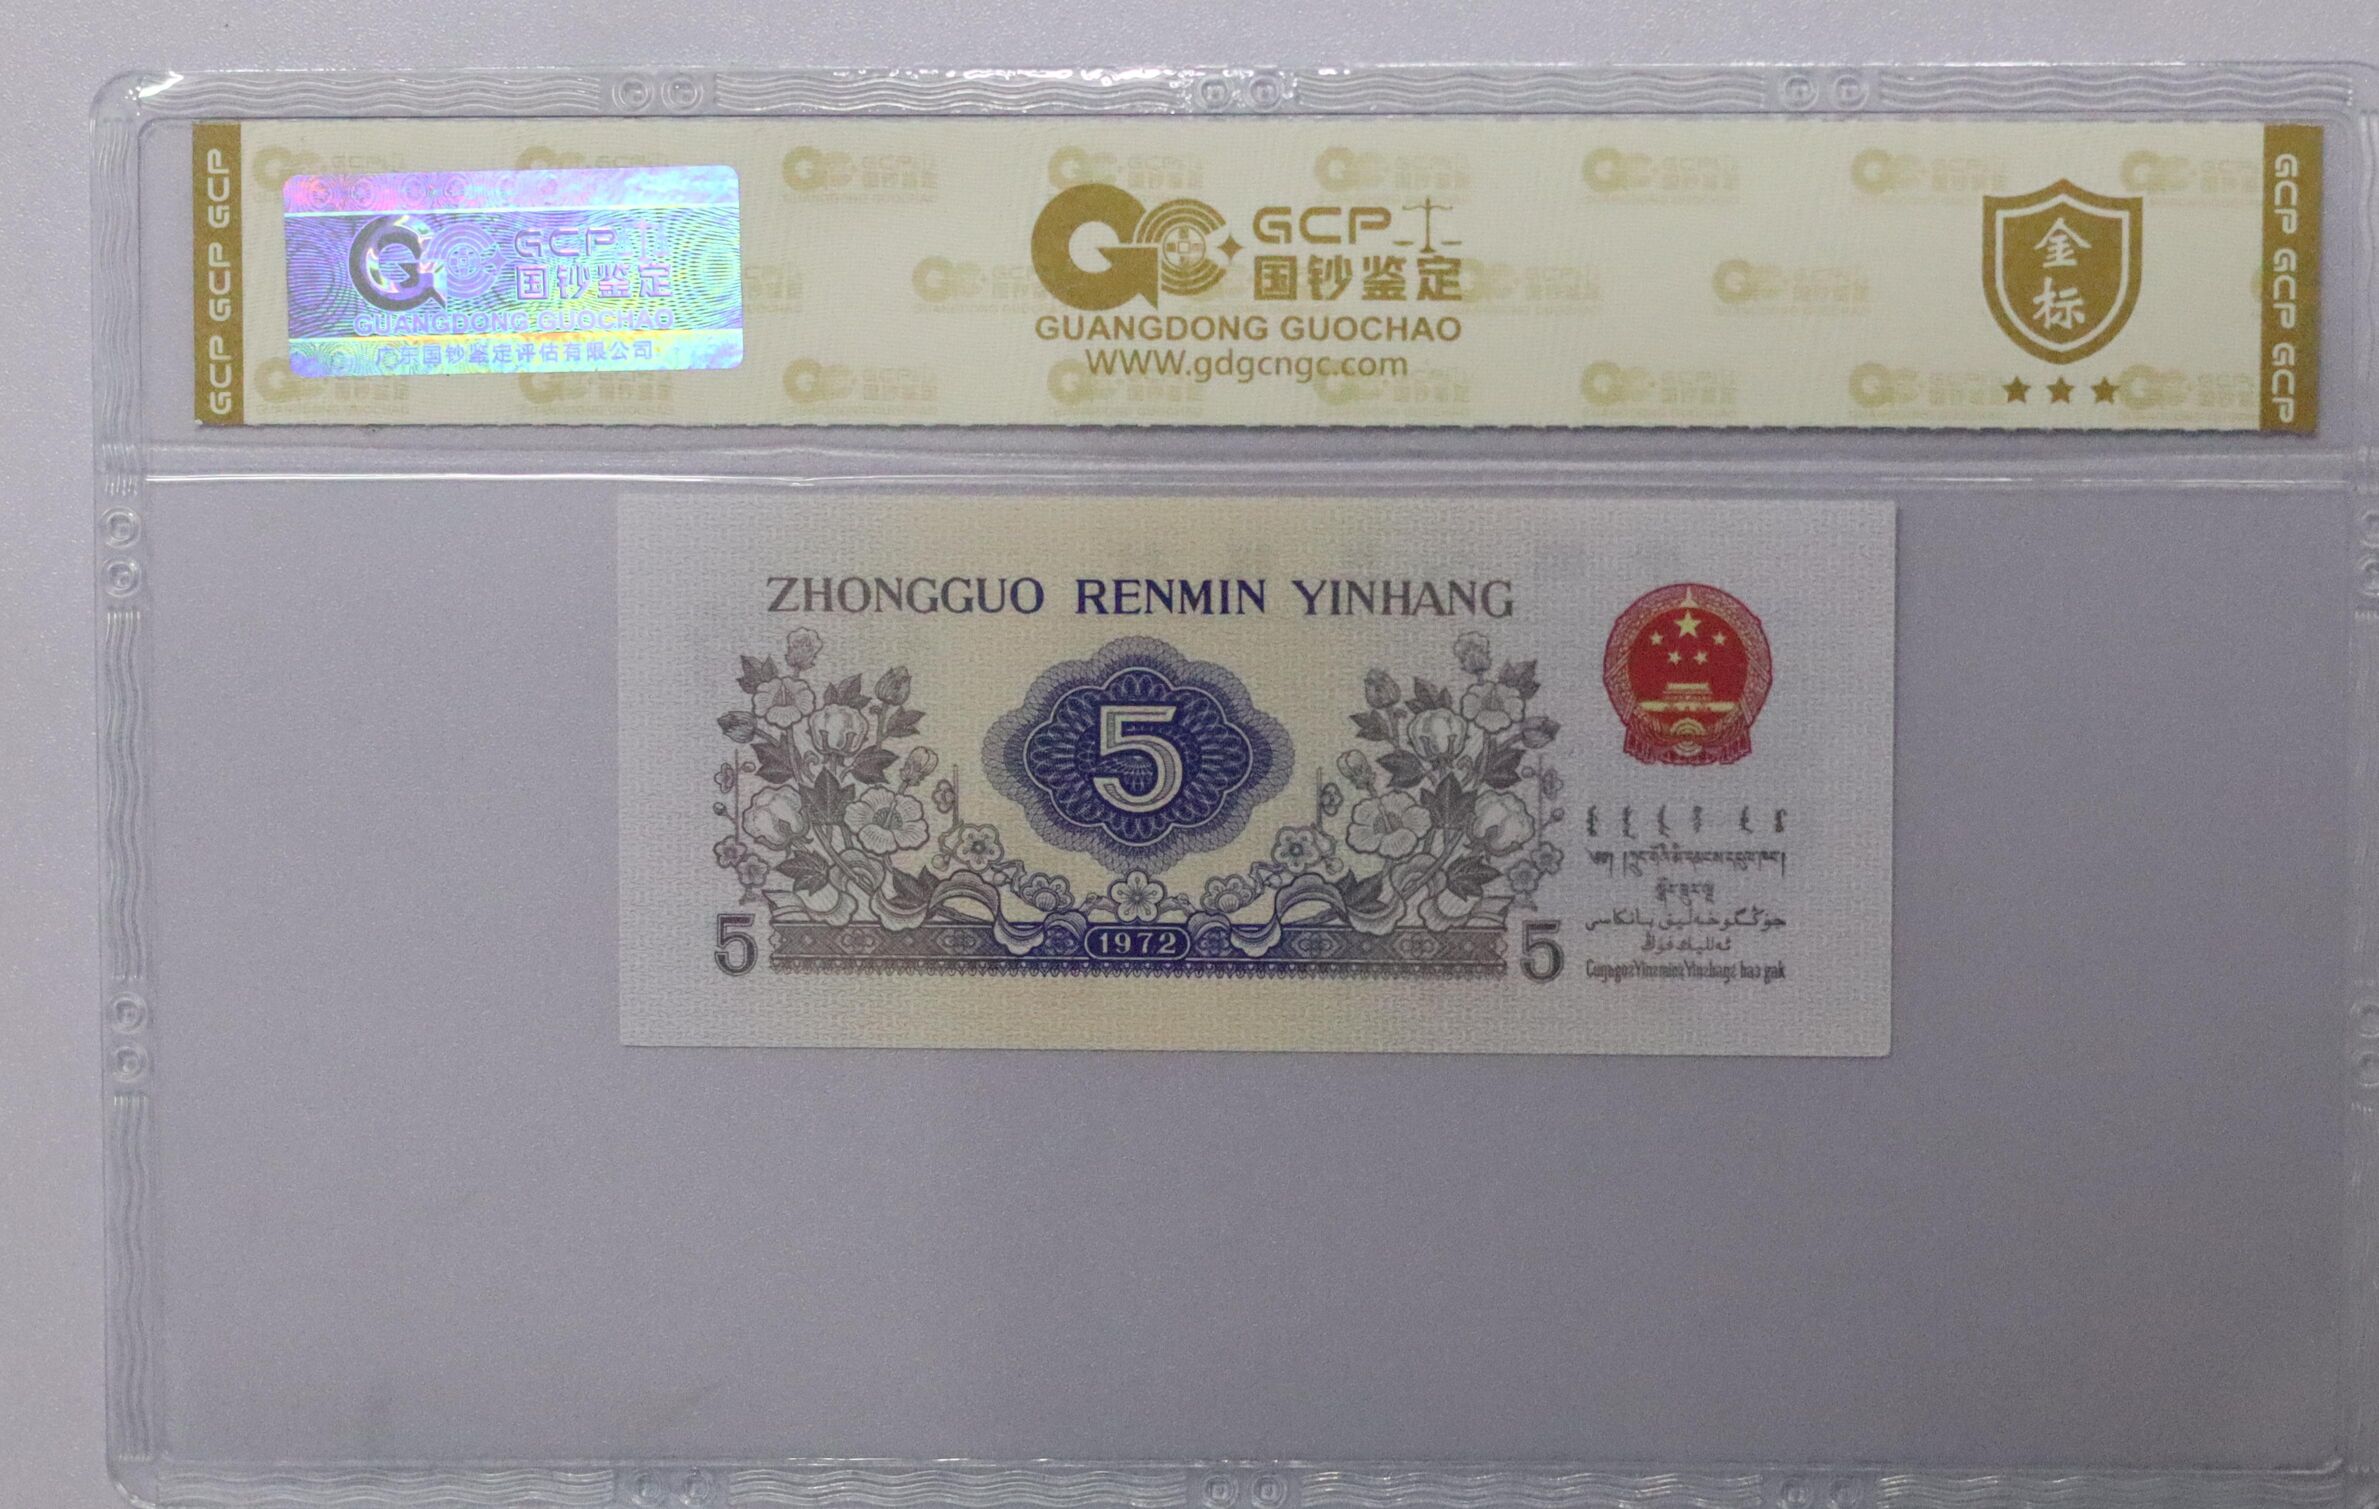 GCP GCP GCP
GCP
国钞鉴定
GUANGDONG GUOCHAO
广东国钞鉴定评估有限公司
GCP
国钞鉴定
GUANGDONG GUOCHAO
WWW.gdgcngc.com
金
标
GCP GCP GCP
ZHONGGUO RENMIN YINHANG
5
5 1972 5
جۇڭگوخەلىق بانكاسى